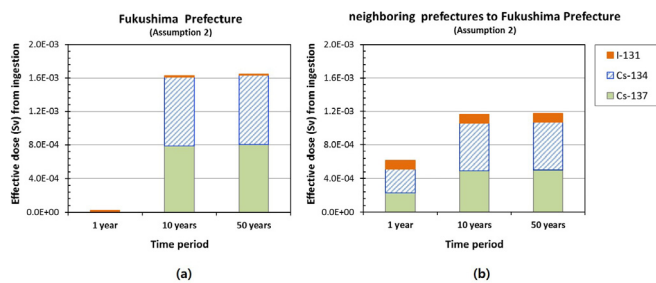 Fukushima Prefecture
(Assumption 2)
Effective dose (Sv) from ingestion
2.0E-03
1.6E-03
1.2E-03
8.0E-04
4.0E-04
0.0E+00
1 year
10 years
50 years
Time period
(a)
neighboring prefectures to Fukushima Prefecture
(Assumption 2)
Effective dose (Sv) from ingestion
2.0E-03
1.6E-03
1.2E-03
8.0E-04
4.0E-04
0.0E+00
1 year
10 years
50 years
Time period
(b)
I-131
Cs-134
Cs-137